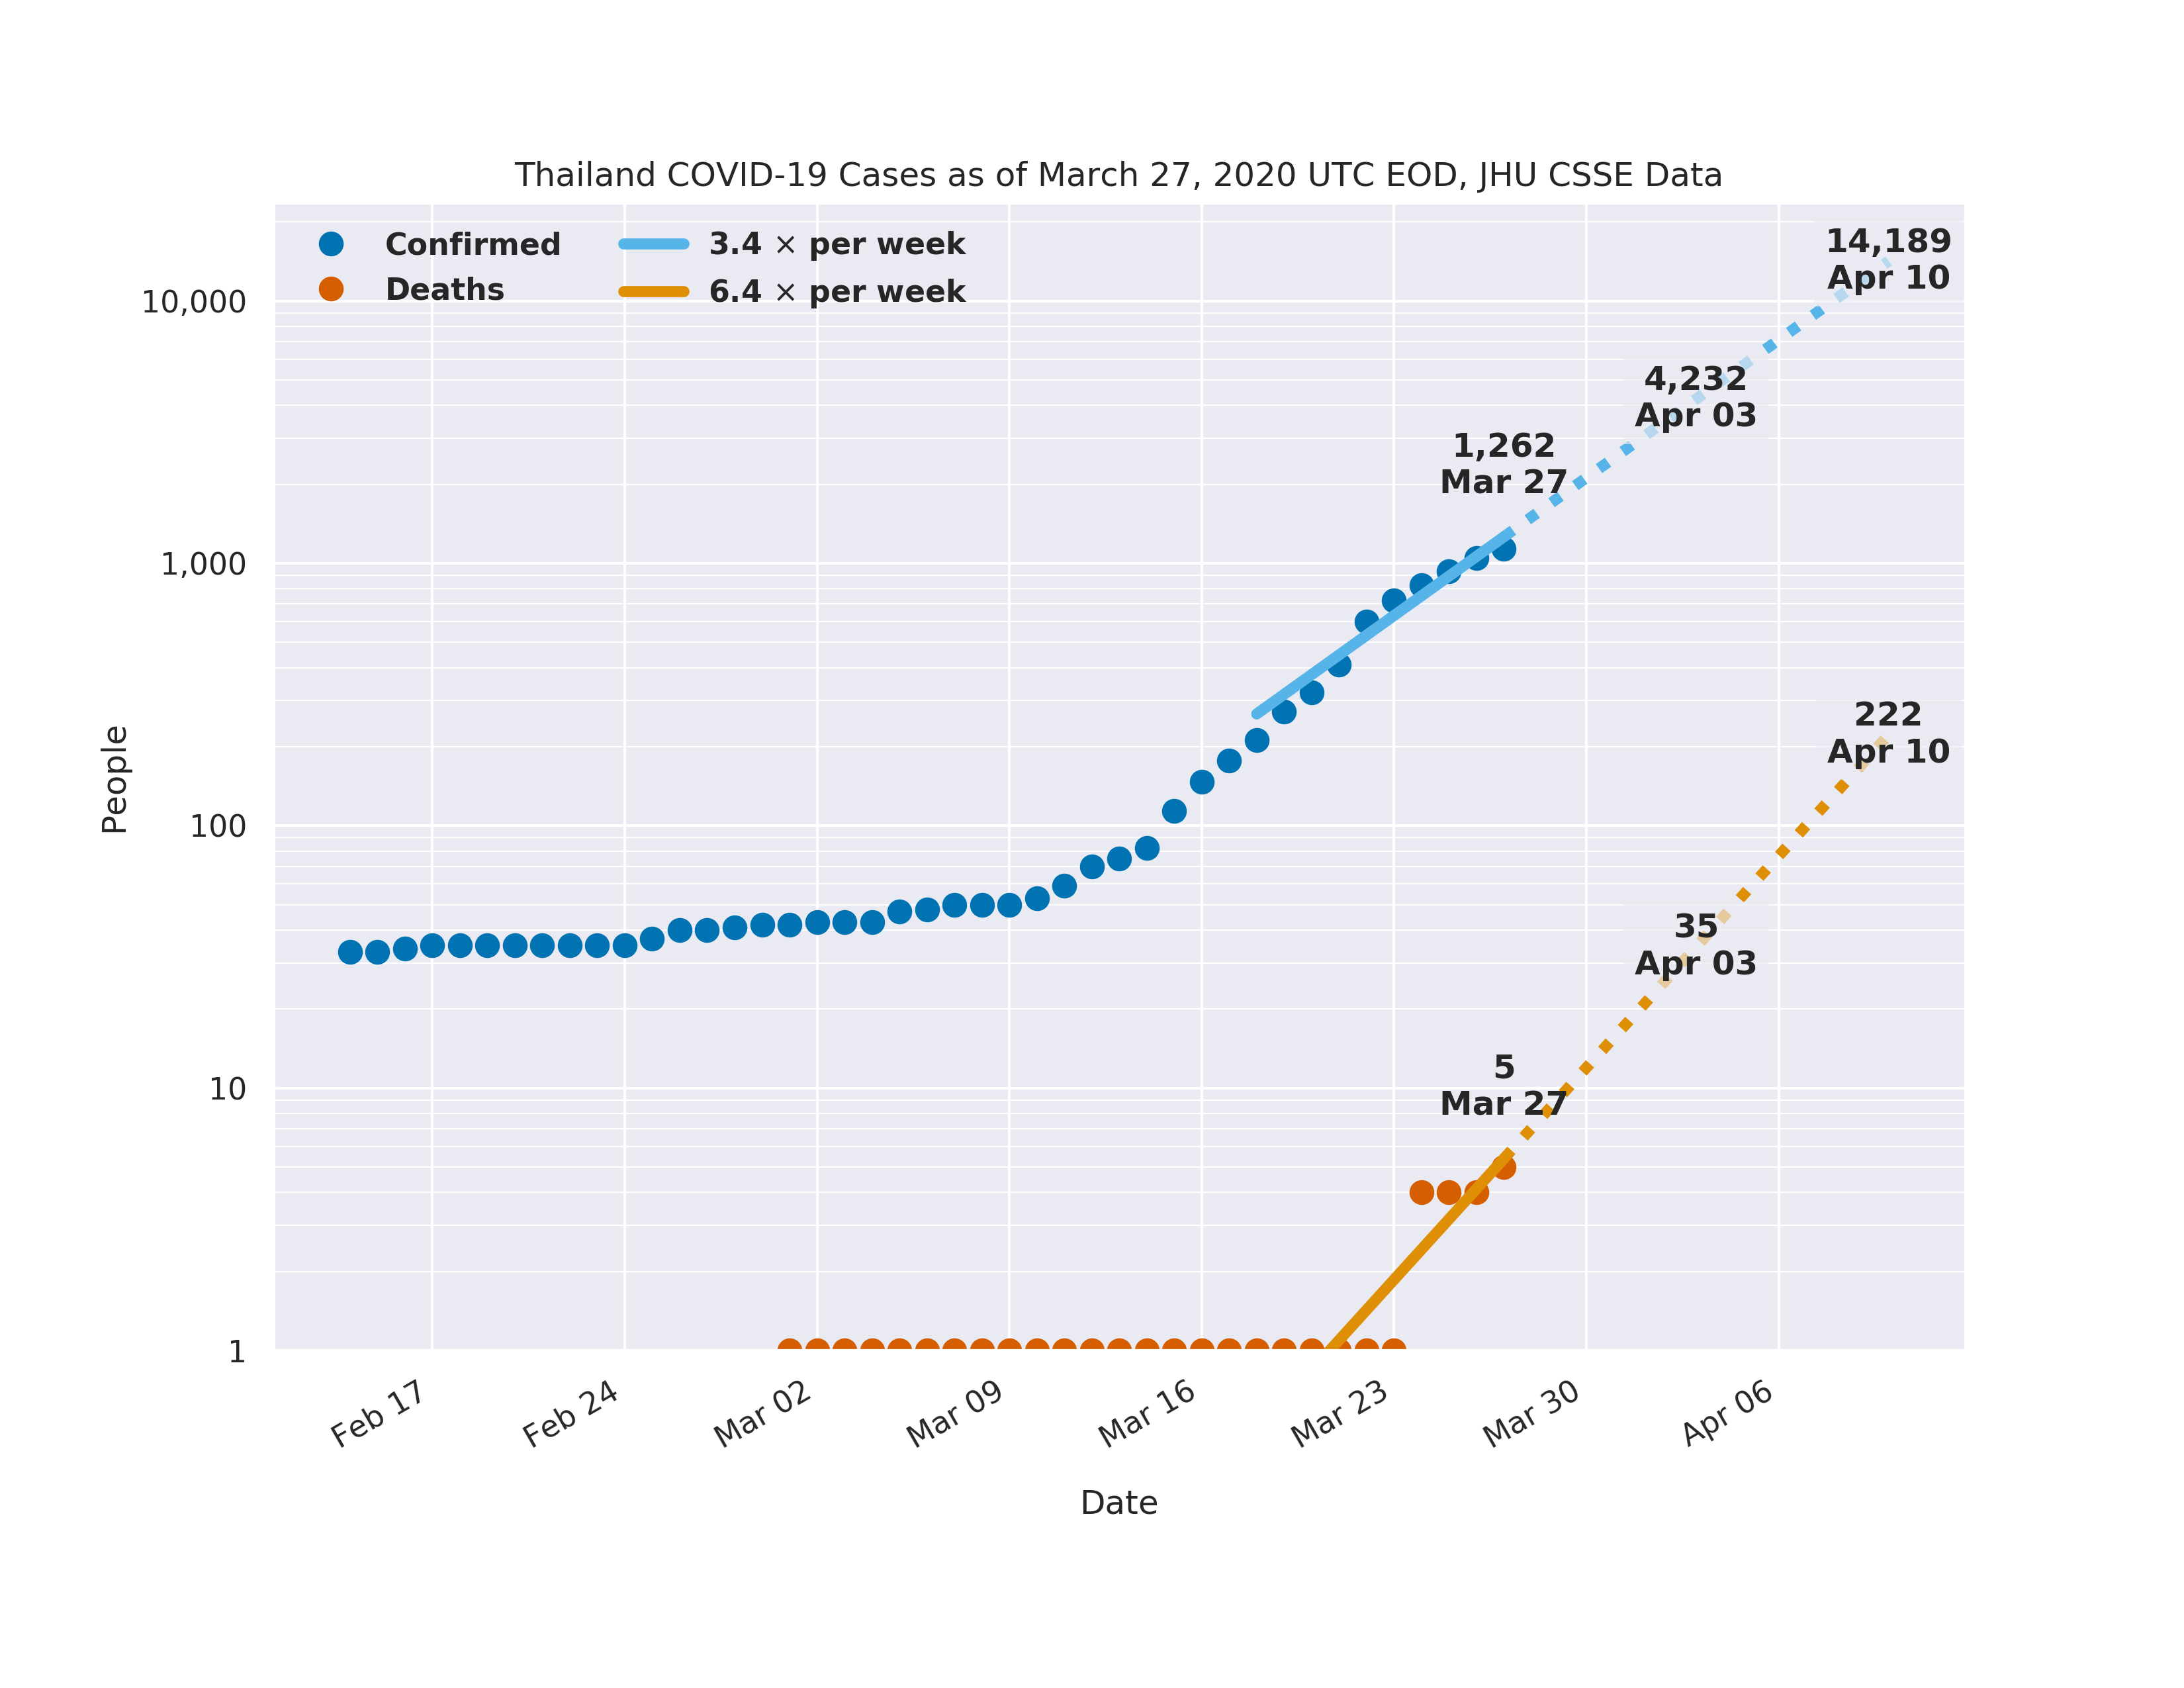 Thailand COVID-19 Cases as of March 27, 2020 UTC EOD, JHU CSSE Data
Confirmed
Deaths
3.4 × per week
6.4 × per week
14,189
Apr 10
4,232
Apr 03
1,262
Mar 27
222
Apr 10
35
Apr 03
5
Mar 27
People
10,000
1,000
100
10
1
Feb 17
Feb 24
Mar 02
Mar 09
Mar 16
Mar 23
Mar 30
Apr 06
Date